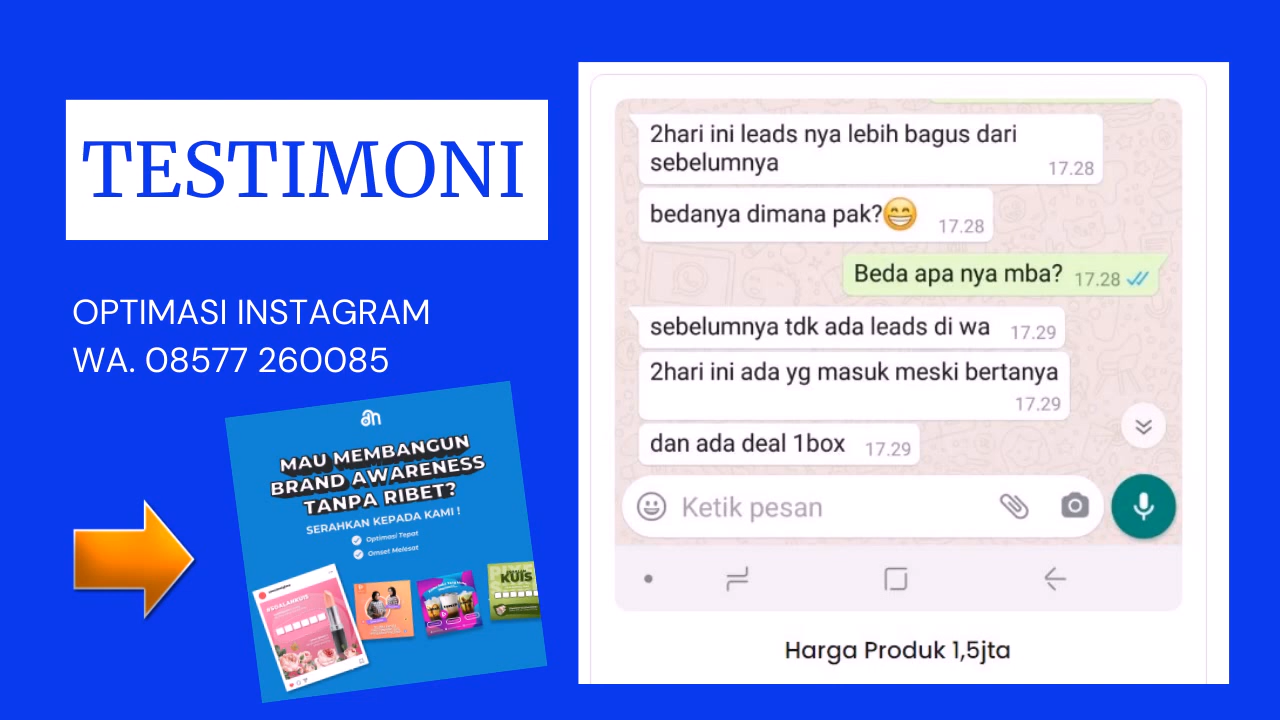 TESTIMONI
OPTIMASI INSTAGRAM
WA. 08577 260085
MAU MEMBANGUN
BRAND AWARENESS
TANPA RIBET?
SERAHKAN KEPADA KAMI !
Optimasi Tepat
Omset Melesat
KUIS
2hari ini leads nya lebih bagus dari
sebelumnya
17.28
bedanya dimana pak?😁 17.28
Beda apa nya mba? 17.28
sebelumnya tdk ada leads di wa 17.29
2hari ini ada yg masuk meski bertanya
17.29
dan ada deal 1box 17.29
Ketik pesan
Harga Produk 1,5jta